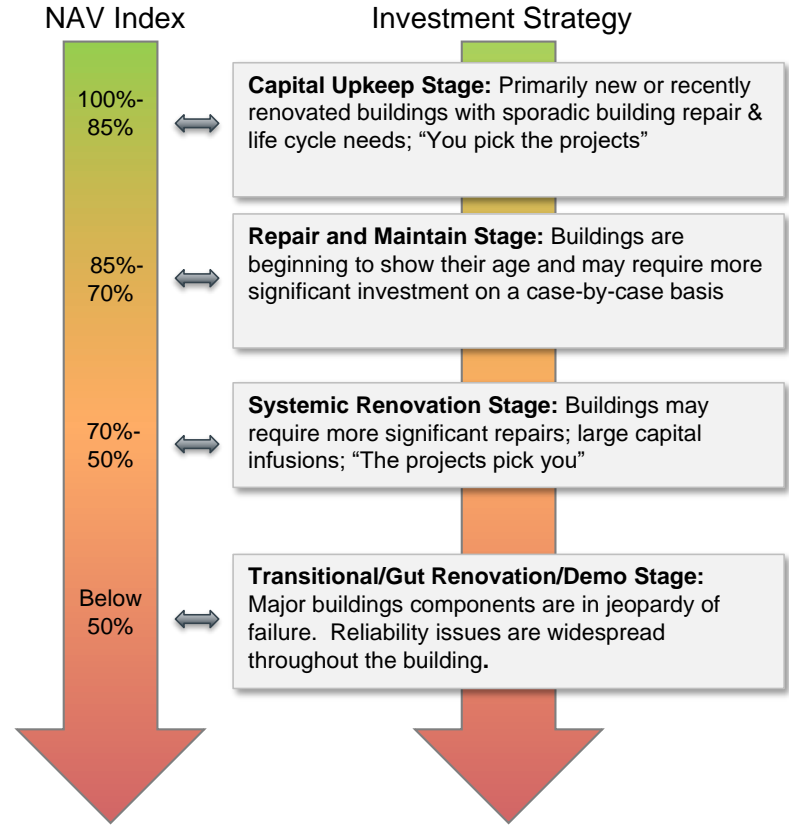 NAV Index
Investment Strategy
100%-
85%
Capital Upkeep Stage: Primarily new or recently
renovated buildings with sporadic building repair &
life cycle needs; “You pick the projects”
85%-
70%
Repair and Maintain Stage: Buildings are
beginning to show their age and may require more
significant investment on a case-by-case basis
70%-
50%
Systemic Renovation Stage: Buildings may
require more significant repairs; large capital
infusions; “The projects pick you”
Below
50%
Transitional/Gut Renovation/Demo Stage:
Major buildings components are in jeopardy of
failure.  Reliability issues are widespread
throughout the building.